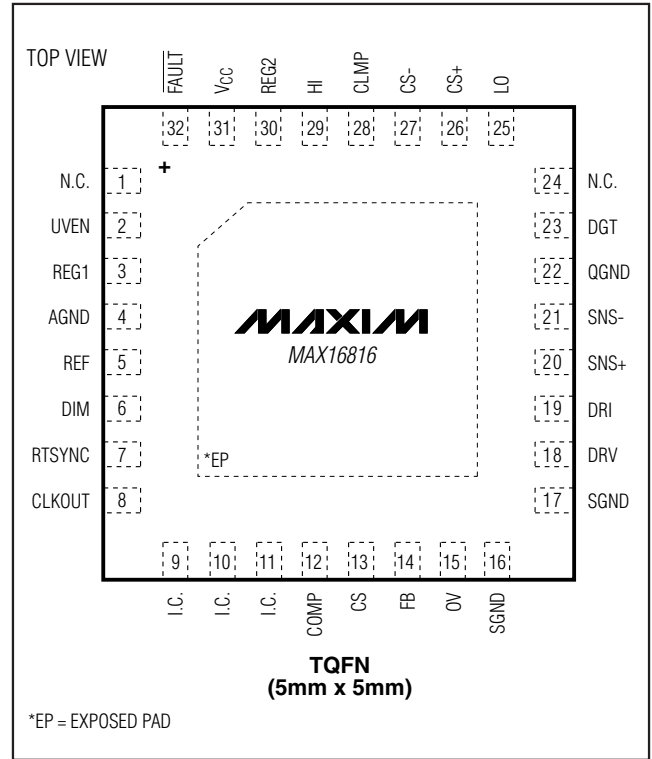 TOP VIEW
FAULT
VCC
REG2
HI
CLMP
CS-
CS+
LO
32 31 30 29 28 27 26 25
+
N.C. 1
UVEN 2
REG1 3
AGND 4
REF 5
DIM 6
RTSYNC 7
CLKOUT 8
MAXIM
MAX16816
*EP
24 N.C.
23 DGT
22 QGND
21 SNS-
20 SNS+
19 DRI
18 DRV
17 SGND
9 10 11 12 13 14 15 16
I.C.
I.C.
I.C.
COMP
CS
FB
OV
SGND
TQFN
(5mm x 5mm)
*EP = EXPOSED PAD